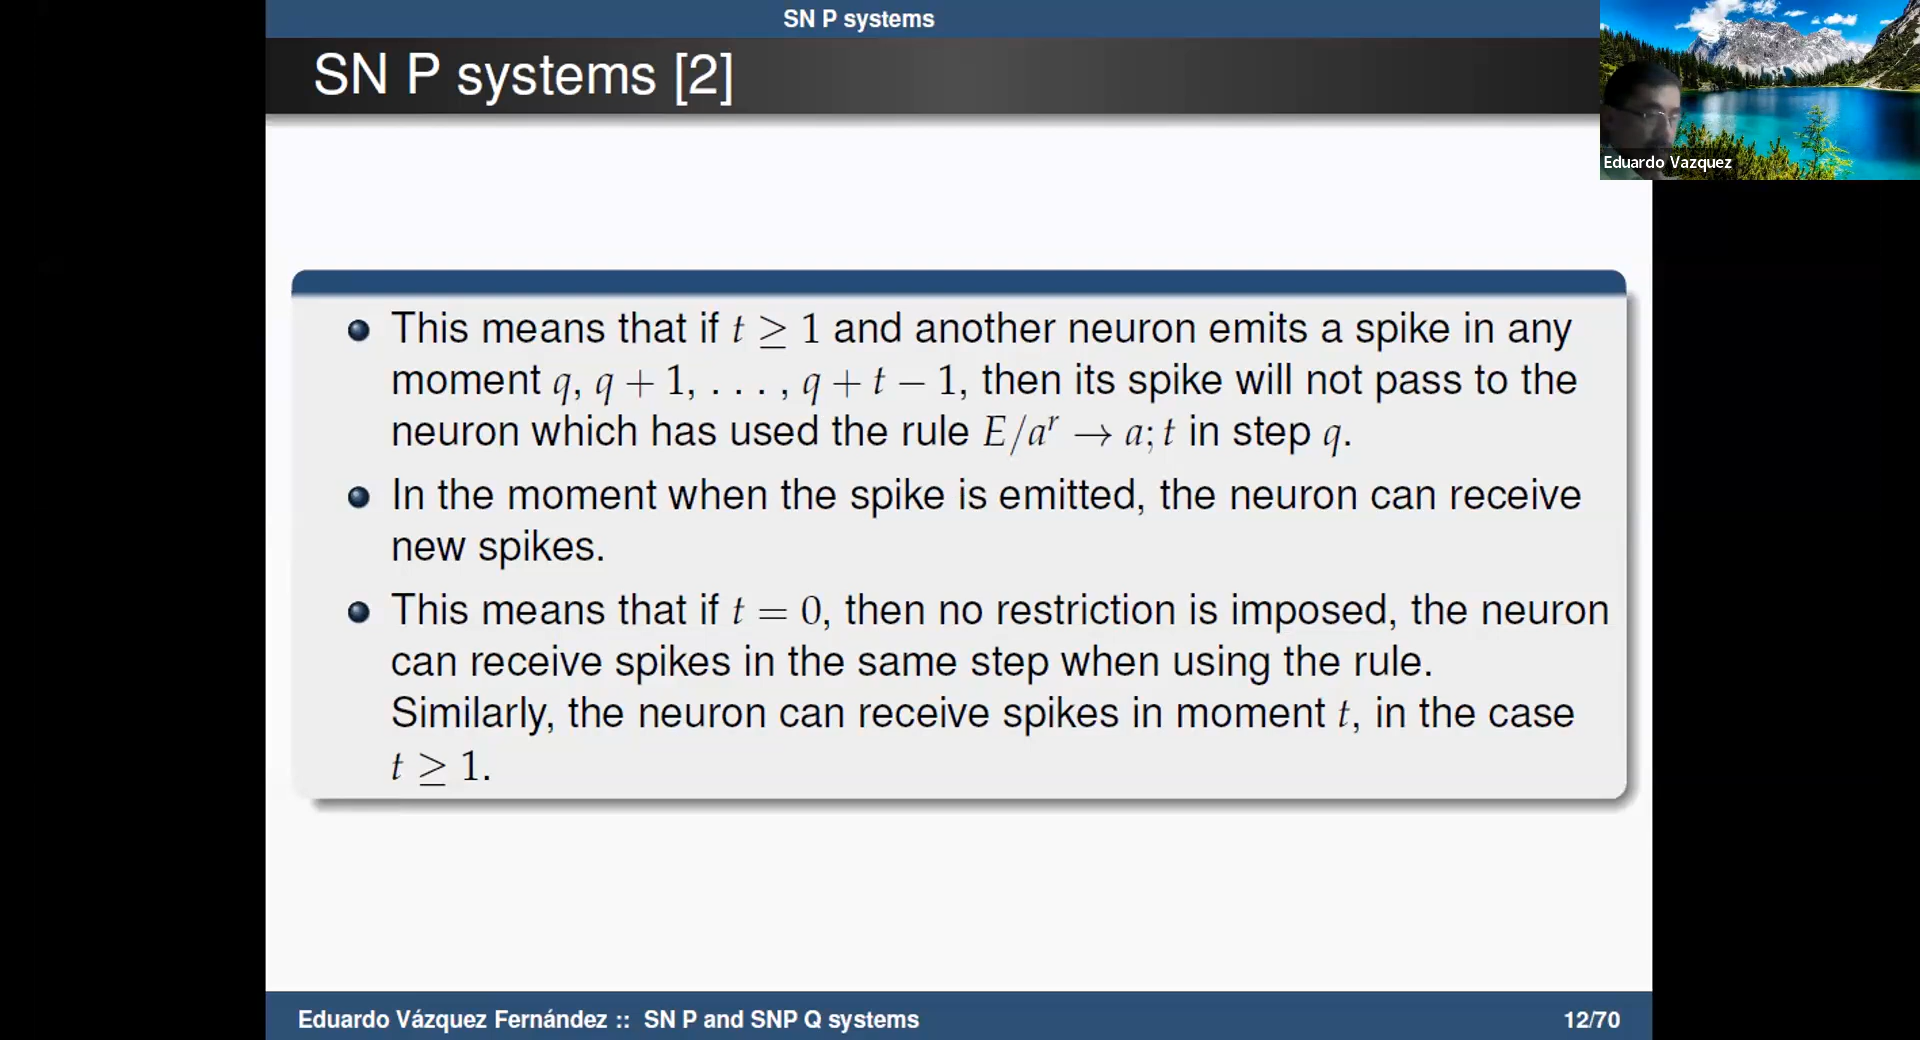 SN P systems
SN P systems [2]
Eduardo Vazquez
This means that if t ≥ 1 and another neuron emits a spike in any
moment q, q + 1, . . . , q + t − 1, then its spike will not pass to the
neuron which has used the rule E/aʳ → a; t in step q.
In the moment when the spike is emitted, the neuron can receive
new spikes.
This means that if t = 0, then no restriction is imposed, the neuron
can receive spikes in the same step when using the rule.
Similarly, the neuron can receive spikes in moment t, in the case
t ≥ 1.
Eduardo Vázquez Fernández :: SN P and SNP Q systems
12/70